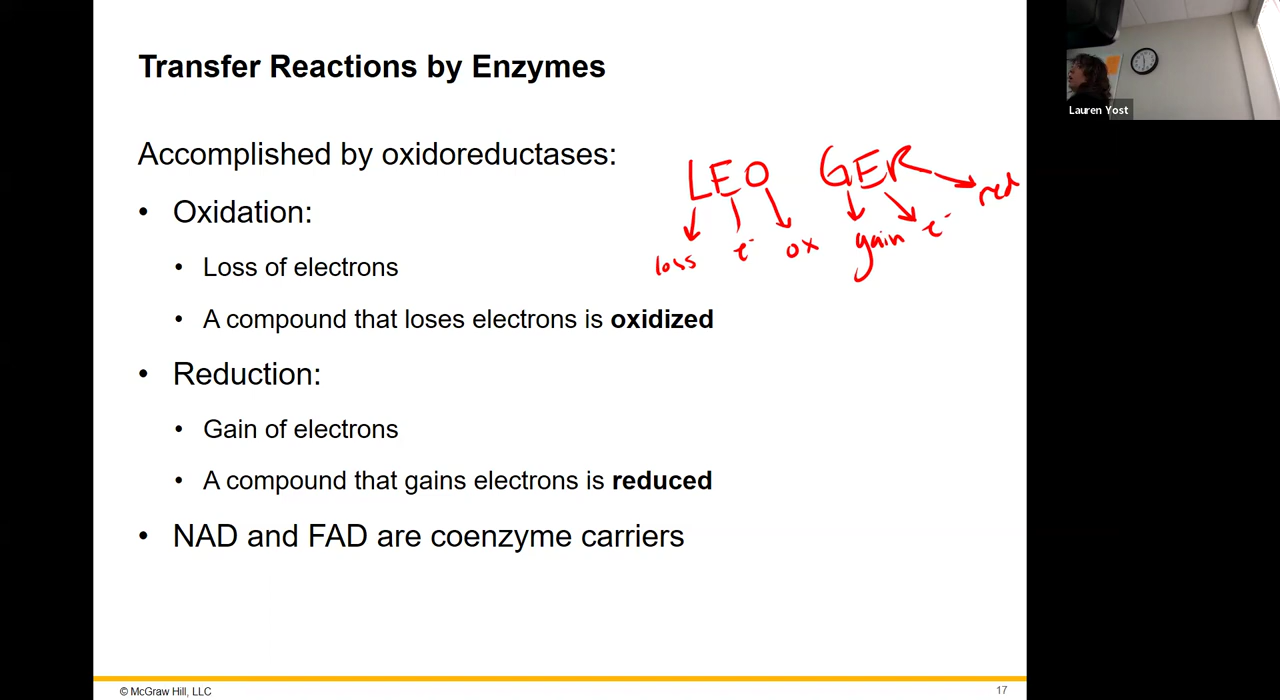 Transfer Reactions by Enzymes
Accomplished by oxidoreductases:
LEO GER
red
loss e⁻ ox gain e⁻
• Oxidation:
• Loss of electrons
• A compound that loses electrons is oxidized
• Reduction:
• Gain of electrons
• A compound that gains electrons is reduced
• NAD and FAD are coenzyme carriers
© McGraw Hill, LLC
17
Lauren Yost